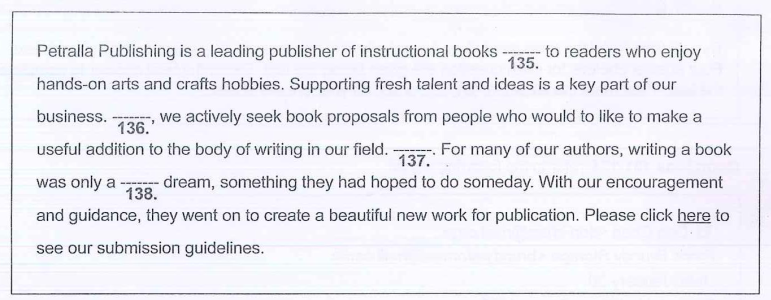 Petralla Publishing is a leading publisher of instructional books ------- to readers who enjoy
135.
hands-on arts and crafts hobbies. Supporting fresh talent and ideas is a key part of our
business. -------, we actively seek book proposals from people who would to like to make a
136.
useful addition to the body of writing in our field. -------. For many of our authors, writing a book
137.
was only a ------- dream, something they had hoped to do someday. With our encouragement
138.
and guidance, they went on to create a beautiful new work for publication. Please click here to
see our submission guidelines.